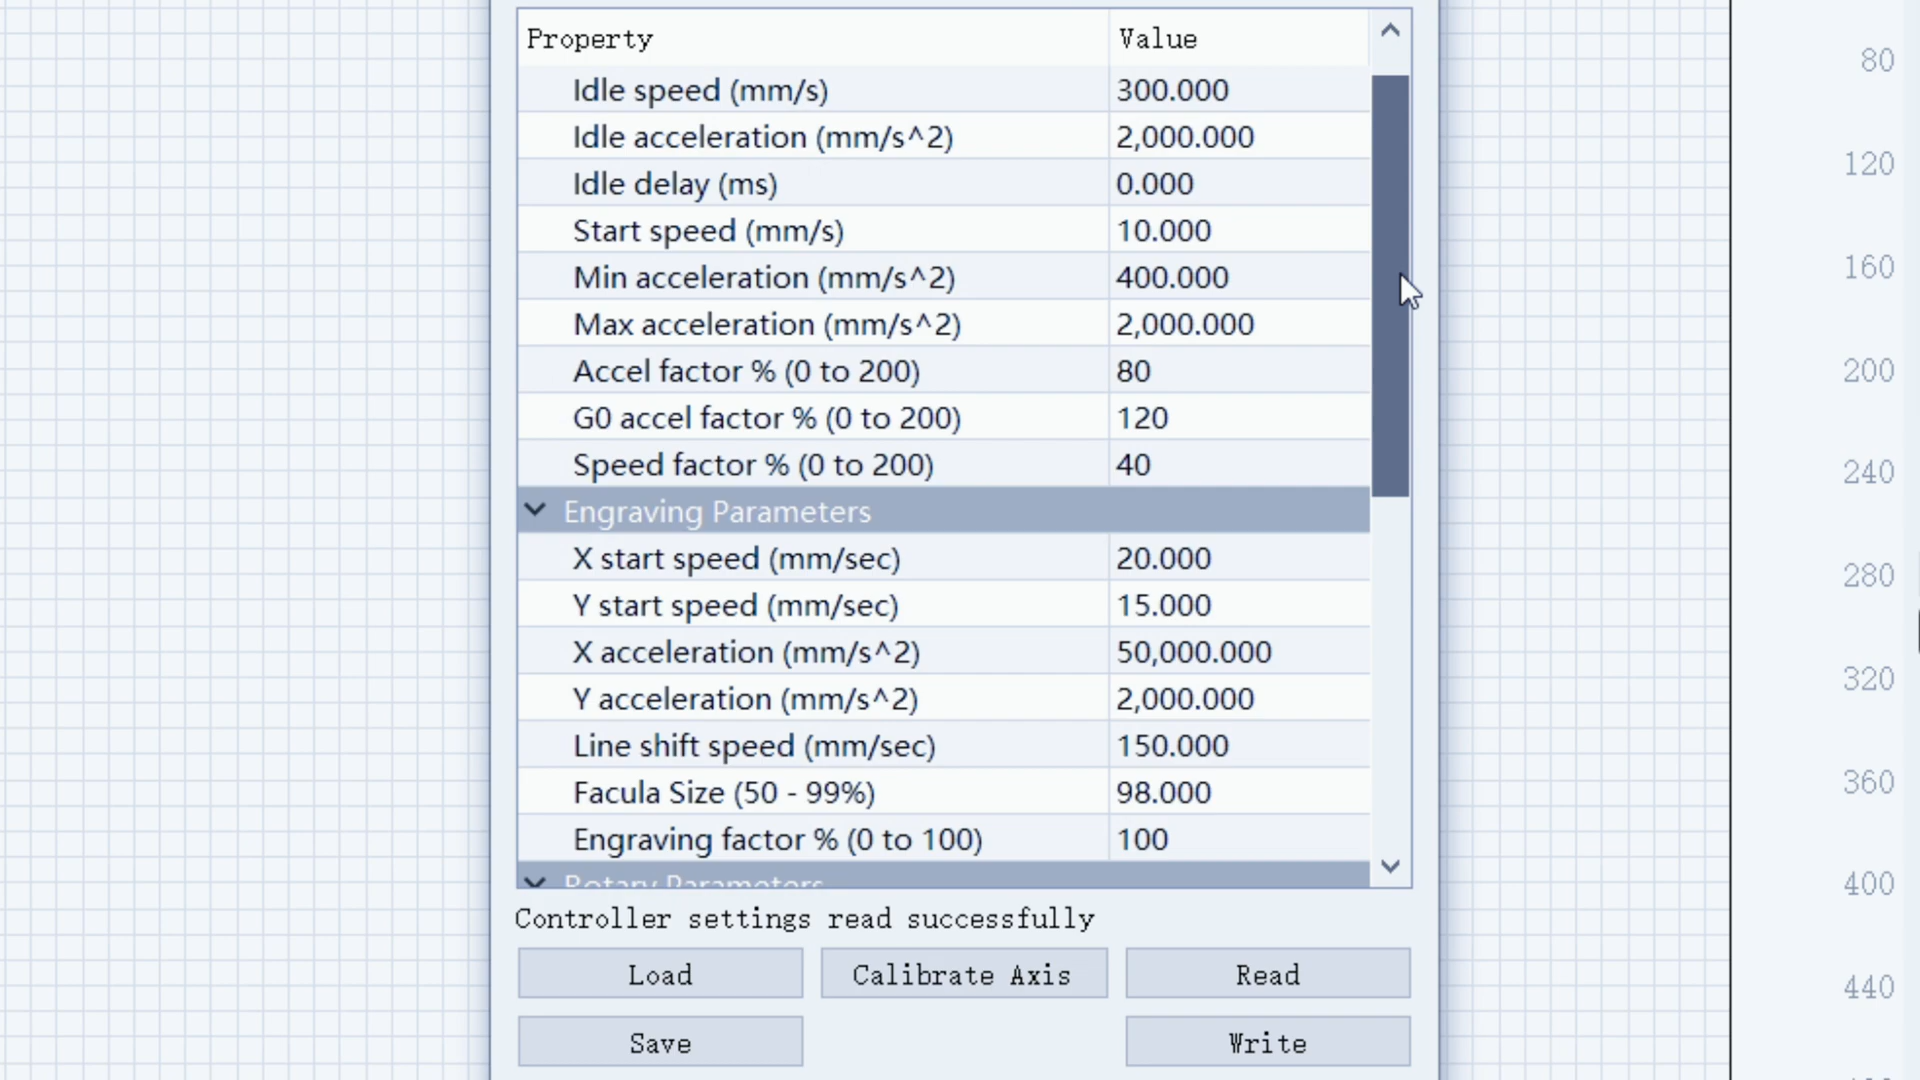 Property Value
Idle speed (mm/s) 300.000
Idle acceleration (mm/s^2) 2,000.000
Idle delay (ms) 0.000
Start speed (mm/s) 10.000
Min acceleration (mm/s^2) 400.000
Max acceleration (mm/s^2) 2,000.000
Accel factor % (0 to 200) 80
G0 accel factor % (0 to 200) 120
Speed factor % (0 to 200) 40
Engraving Parameters
X start speed (mm/sec) 20.000
Y start speed (mm/sec) 15.000
X acceleration (mm/s^2) 50,000.000
Y acceleration (mm/s^2) 2,000.000
Line shift speed (mm/sec) 150.000
Facula Size (50 - 99%) 98.000
Engraving factor % (0 to 100) 100
Rotary Parameters
Controller settings read successfully
Load Calibrate Axis Read
Save Write
80
120
160
200
240
280
320
360
400
440